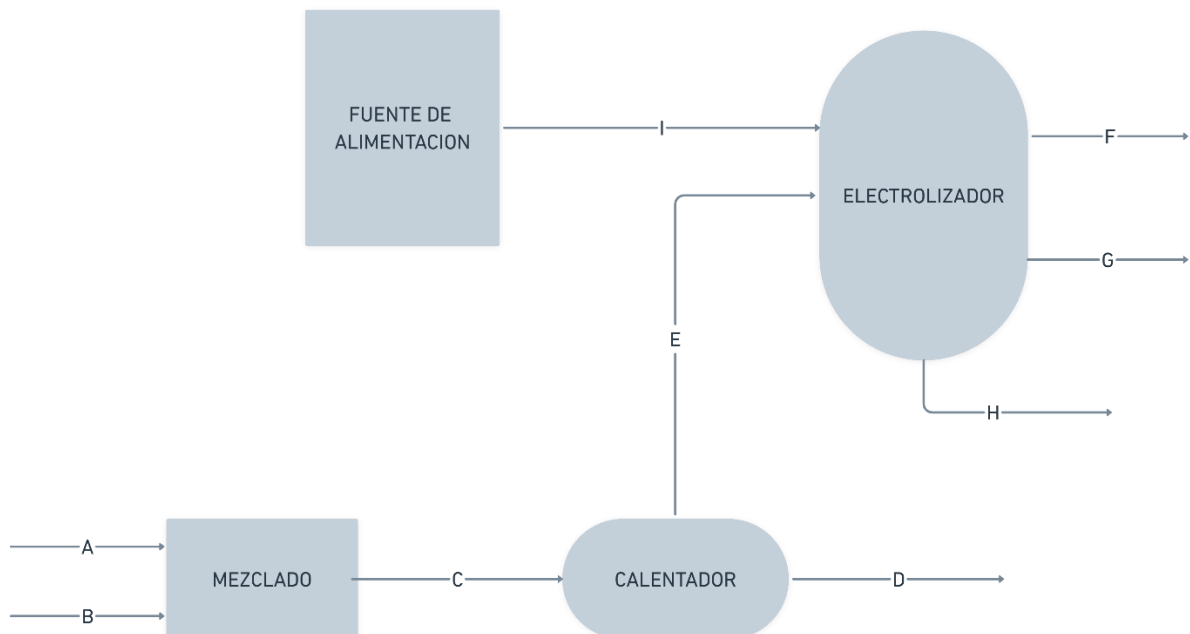 FUENTE DE
ALIMENTACION
I
F
ELECTROLIZADOR
G
E
H
A
MEZCLADO
C
CALENTADOR
D
B